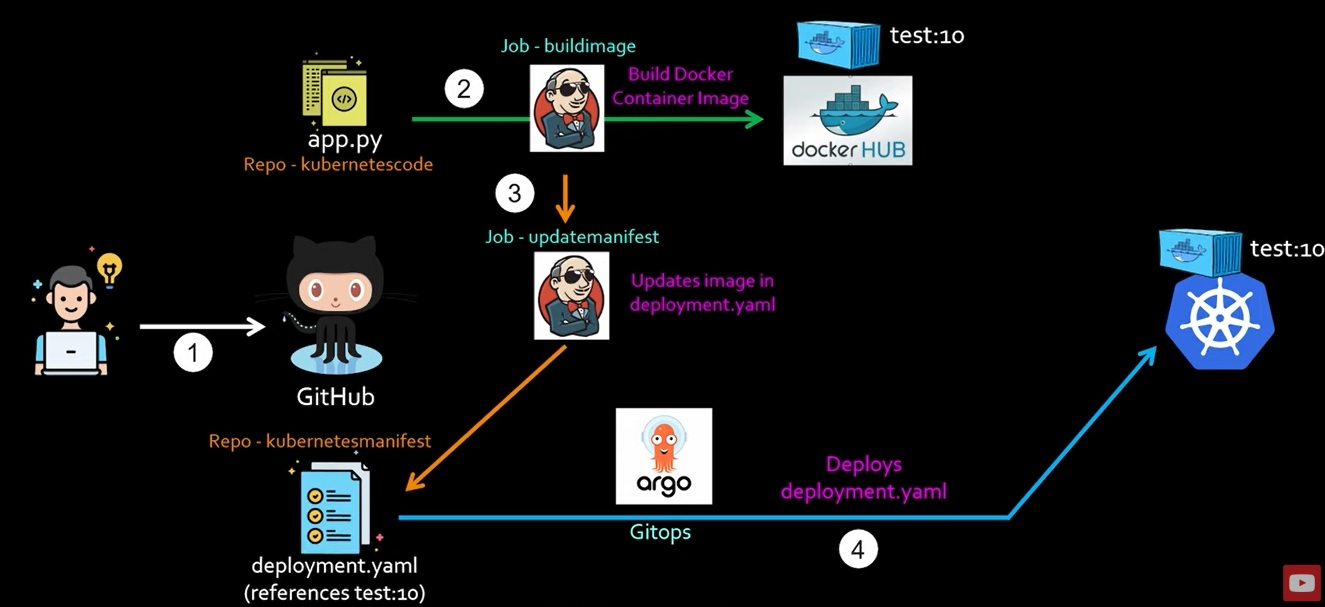 test:10
Job - buildimage
2
Build Docker
Container Image
app.py
Repo - kubernetescode
docker HUB
3
Job - updatemanifest
Updates image in
deployment.yaml
test:10
1
GitHub
Repo - kubernetesmanifest
argo
Gitops
Deploys
deployment.yaml
4
deployment.yaml
(references test:10)